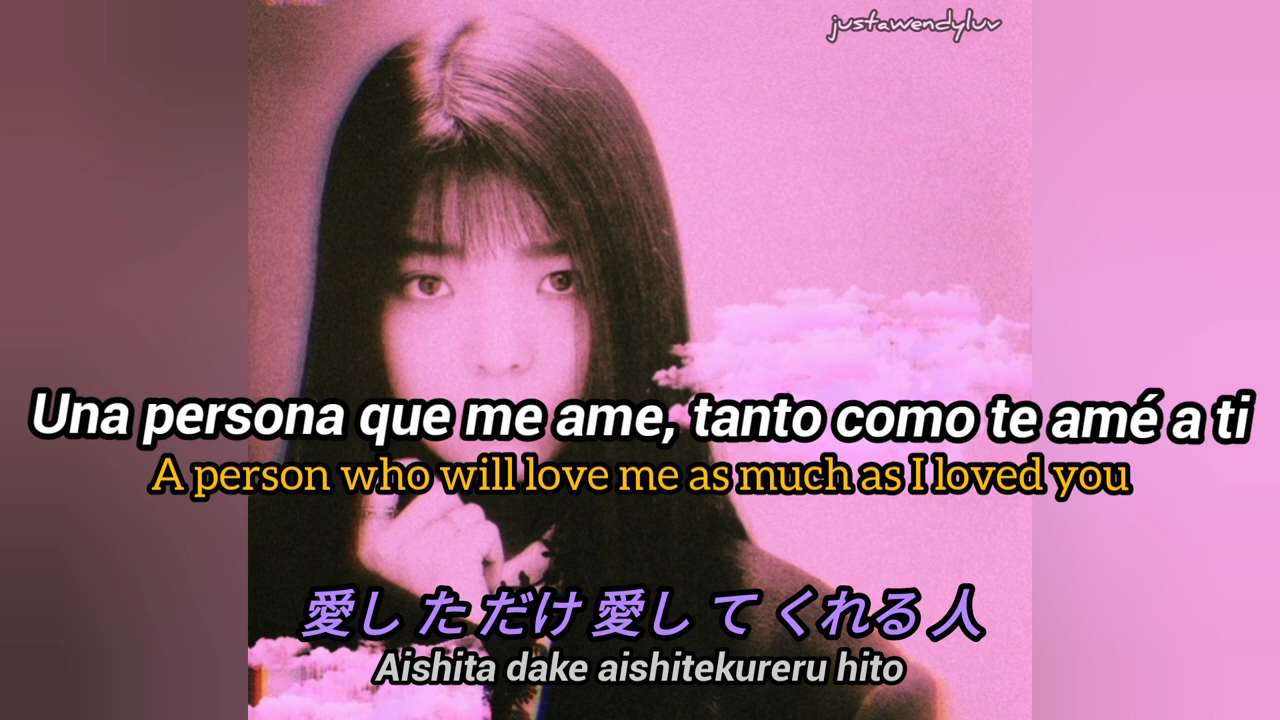 justawendyluv
Una persona que me ame, tanto como te amé a ti
A person who will love me as much as I loved you
愛し た だけ 愛し て くれる 人
Aishita dake aishitekureru hito